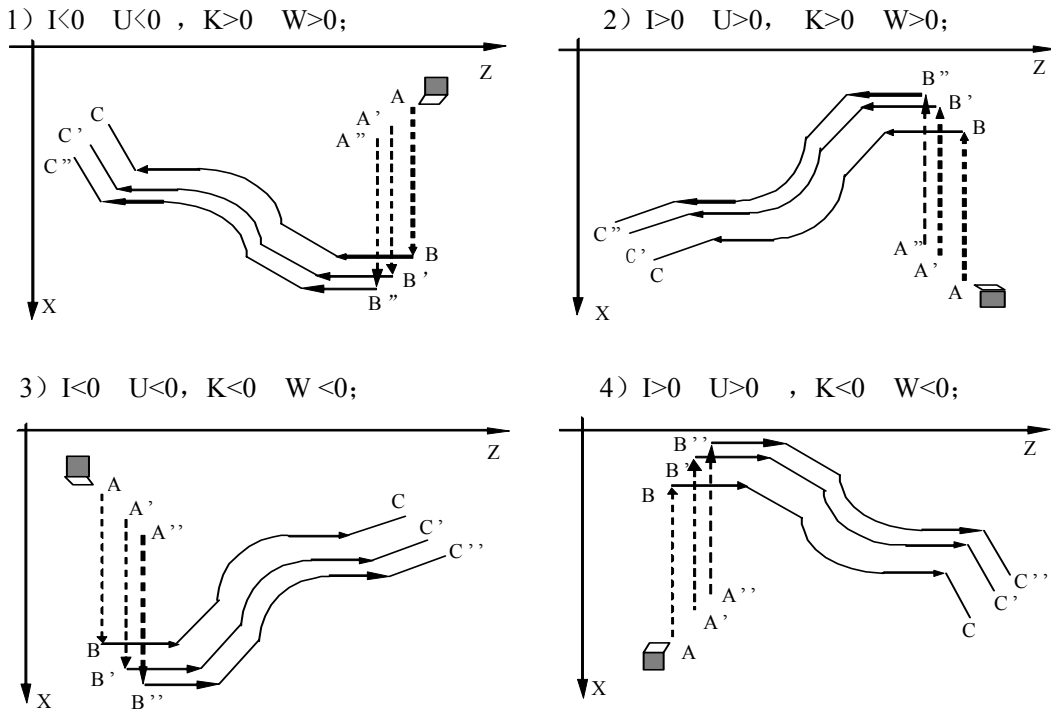 1）I<0 U<0 ，K>0 W>0;
2）I>0 U>0， K>0 W>0;
Z
A
A'
A"
C
C'
C"
B
B'
B"
X
Z
B"
B'
B
C"
C'
C
A"
A'
A
X
3）I<0 U<0，K<0 W <0;
4）I>0 U>0 ，K<0 W<0;
Z
A
A'
A''
C
C'
C''
B
B'
B''
X
Z
B''
B'
B
A''
A'
A
C''
C'
C
X